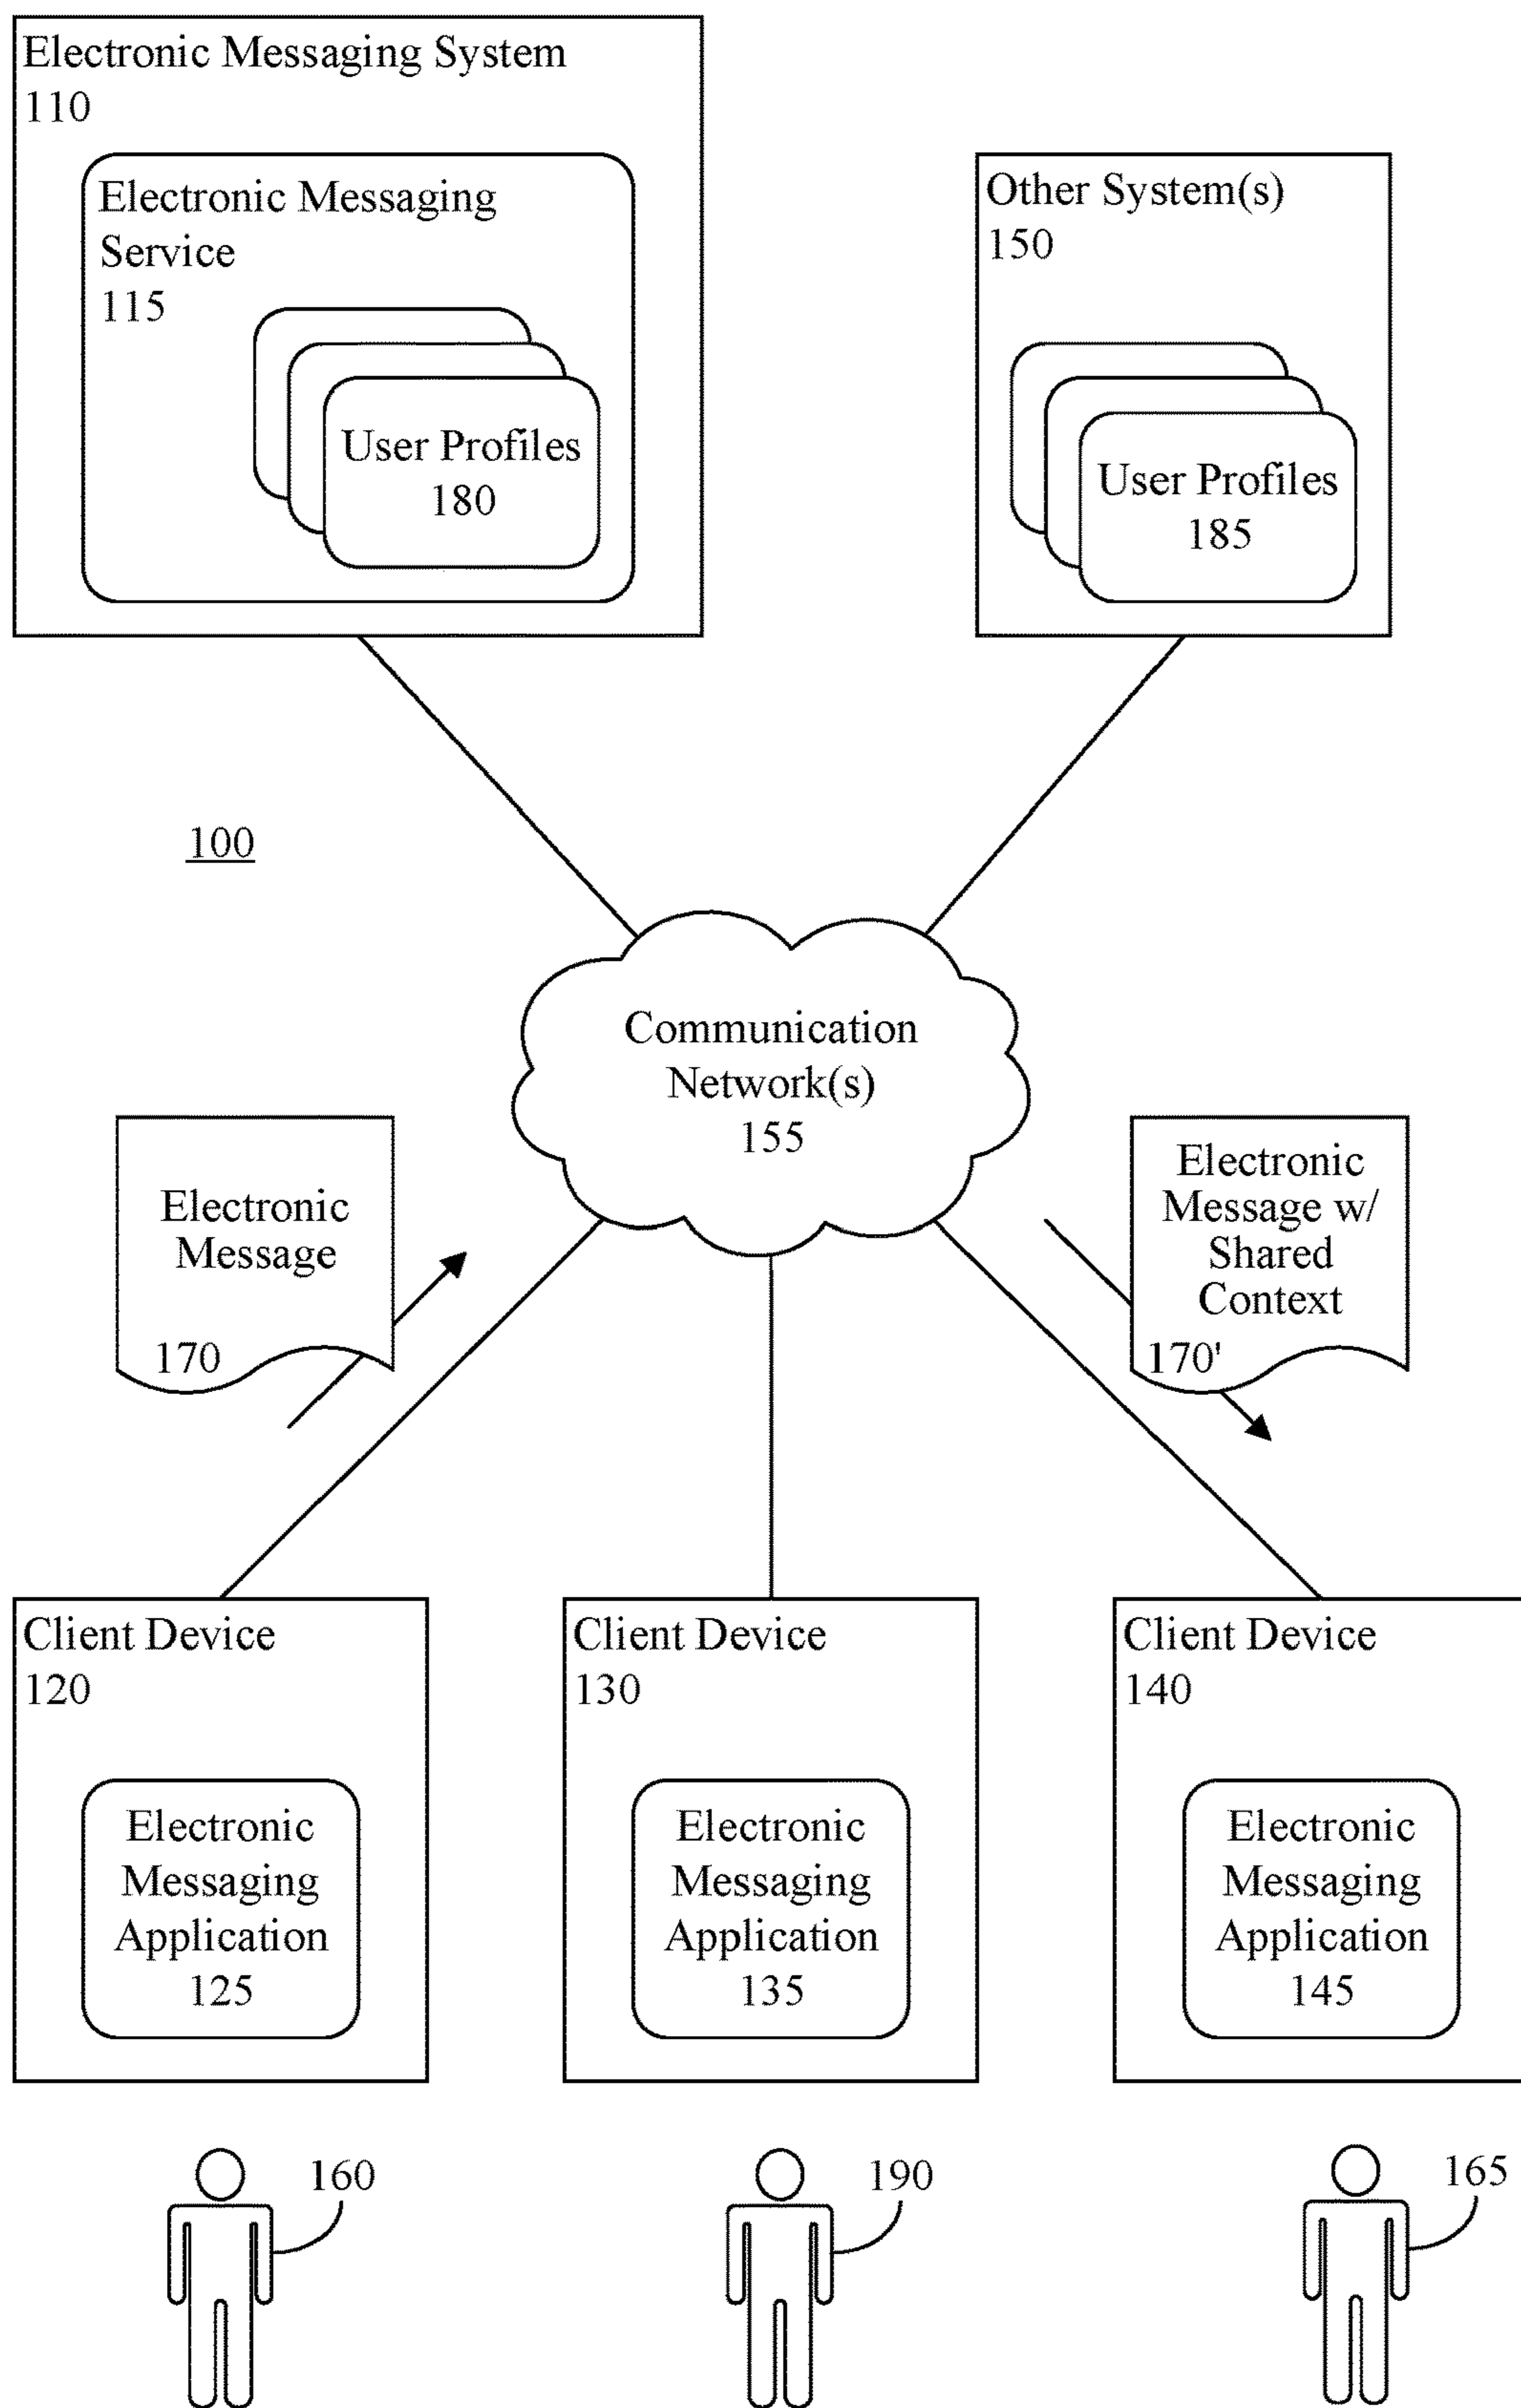 Electronic Messaging System
110
Electronic Messaging
Service
115
User Profiles
180
Other System(s)
150
User Profiles
185
100
Communication
Network(s)
155
Electronic
Message
170
Electronic
Message w/
Shared
Context
170'
Client Device
120
Electronic
Messaging
Application
125
Client Device
130
Electronic
Messaging
Application
135
Client Device
140
Electronic
Messaging
Application
145
160
190
165